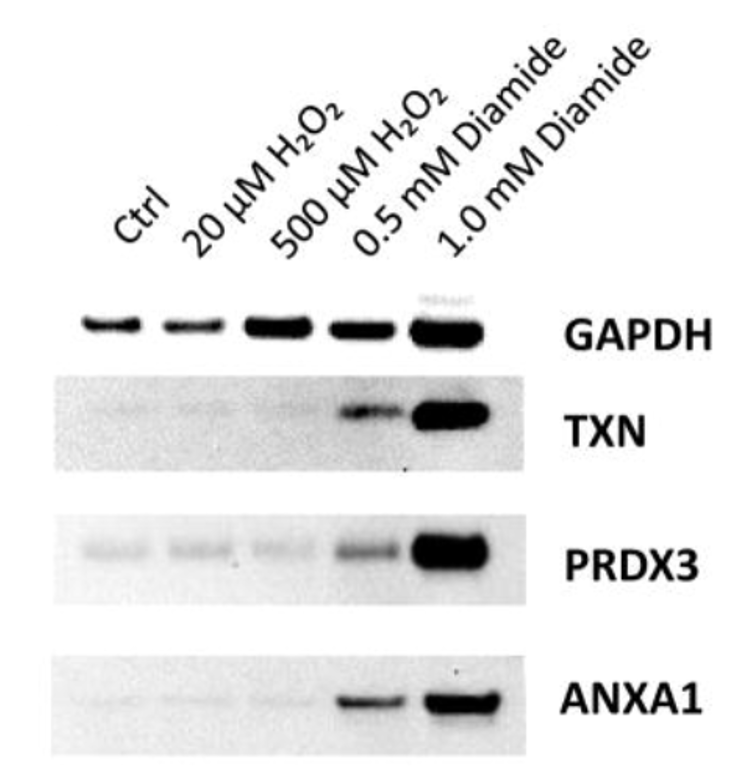 Ctrl
20 µM H₂O₂
500 µM H₂O₂
0.5 mM Diamide
1.0 mM Diamide
GAPDH
TXN
PRDX3
ANXA1